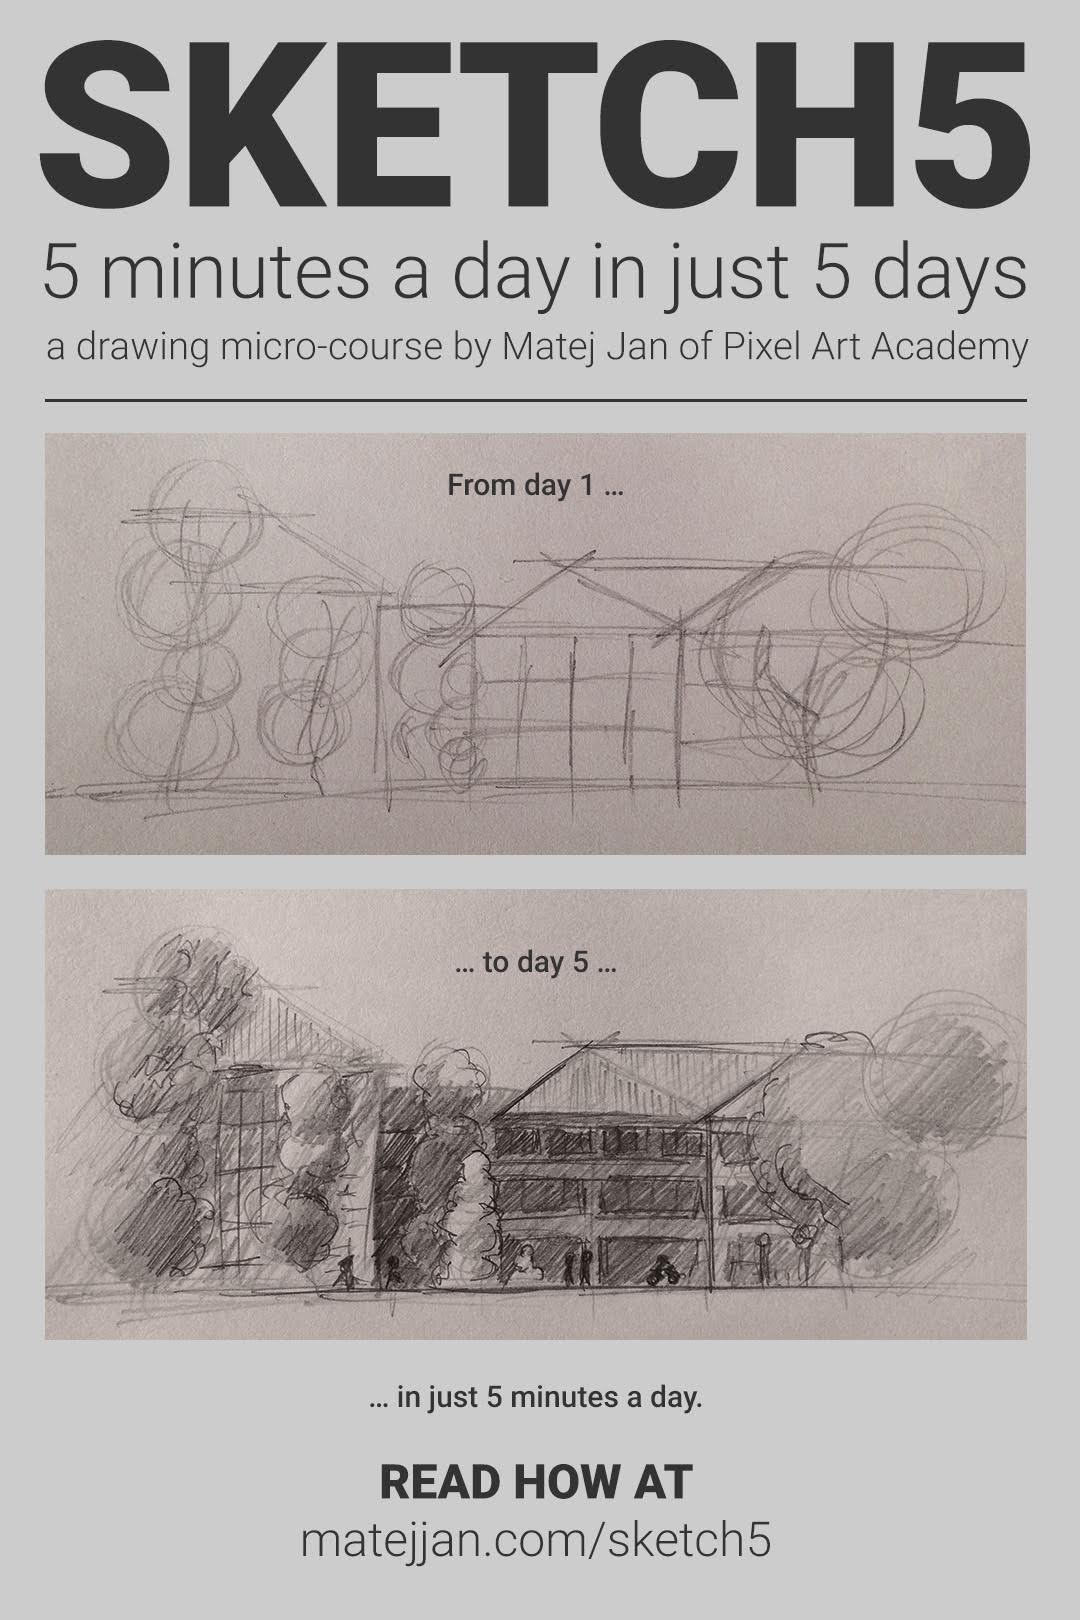 SKETCH5
5 minutes a day in just 5 days
a drawing micro-course by Matej Jan of Pixel Art Academy
From day 1 ...
... to day 5 ...
... in just 5 minutes a day.
READ HOW AT
matejjan.com/sketch5